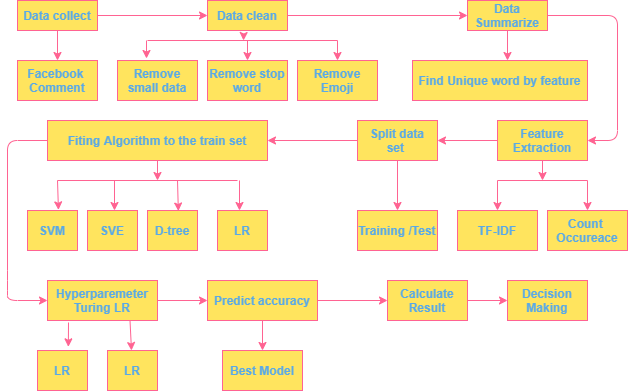 Data collect
Data clean
Data
Summarize
Facebook
Comment
Remove
small data
Remove stop
word
Remove
Emoji
Find Unique word by feature
Fiting Algorithm to the train set
Split data
set
Feature
Extraction
SVM
SVE
D-tree
LR
Training /Test
TF-IDF
Count
Occureace
Hyperparemeter
Turing LR
Predict accuracy
Calculate
Result
Decision
Making
LR
LR
Best Model